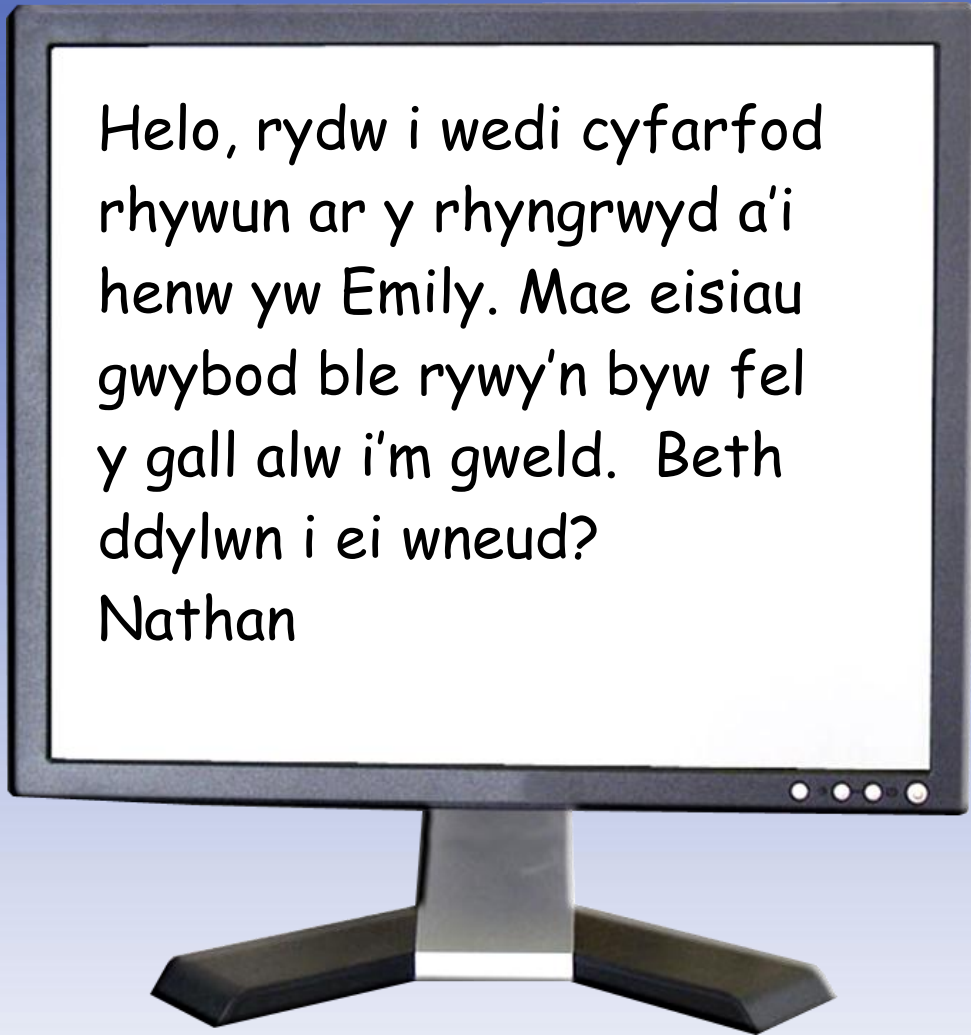 Helo, rydw i wedi cyfarfod
rhywun ar y rhyngrwyd a'i
henw yw Emily. Mae eisiau
gwybod ble rywy'n byw fel
y gall alw i'm gweld.  Beth
ddylwn i ei wneud?
Nathan